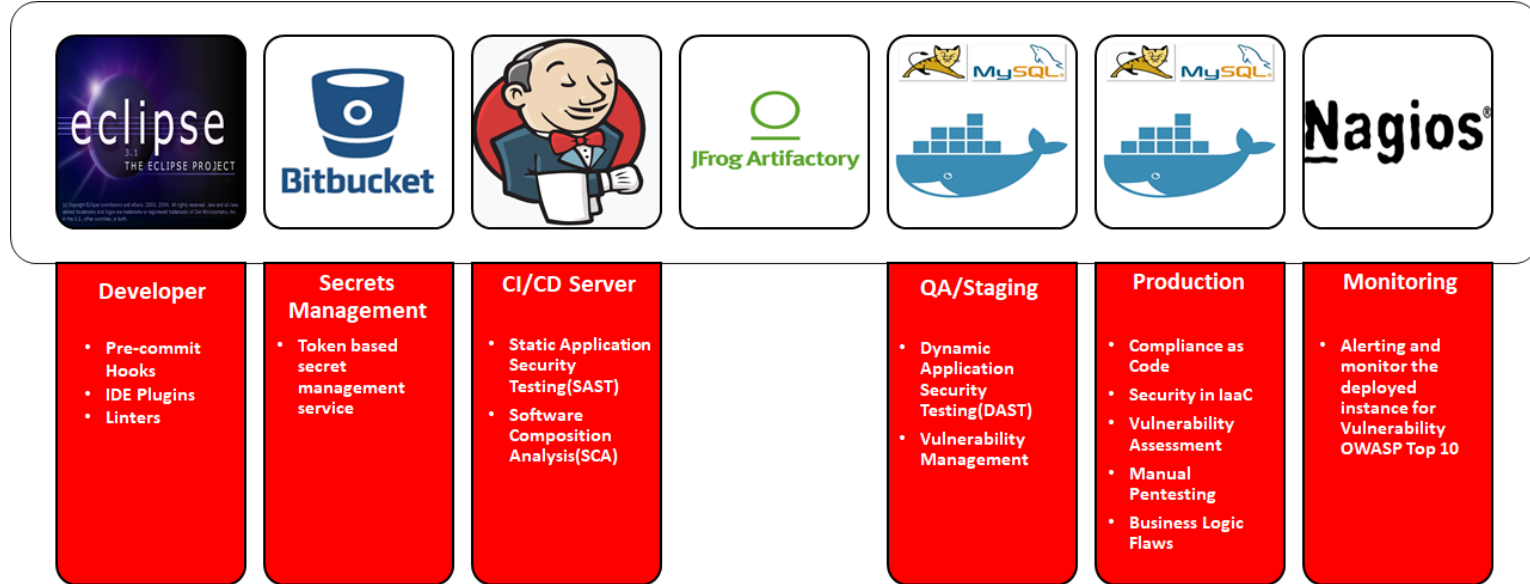 eclipse
3.1
THE ECLIPSE PROJECT
Bitbucket
JFrog Artifactory
MySQL®
MySQL®
Nagios®
Developer
• Pre-commit
Hooks
• IDE Plugins
• Linters
Secrets
Management
• Token based
secret
management
service
CI/CD Server
• Static Application
Security
Testing(SAST)
• Software
Composition
Analysis(SCA)
QA/Staging
• Dynamic
Application
Security
Testing(DAST)
• Vulnerability
Management
Production
• Compliance as
Code
• Security in IaaC
• Vulnerability
Assessment
• Manual
Pentesting
• Business Logic
Flaws
Monitoring
• Alerting and
monitor the
deployed
instance for
Vulnerability
OWASP Top 10